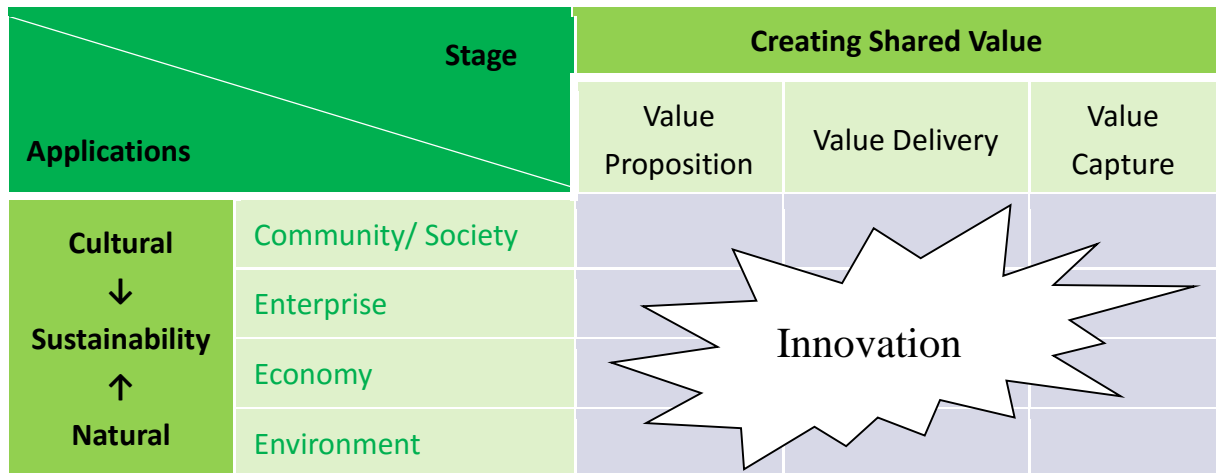 Stage
Creating Shared Value
Applications
Value
Proposition
Value Delivery
Value
Capture
Cultural
↓
Sustainability
↑
Natural
Community/ Society
Enterprise
Economy
Environment
Innovation